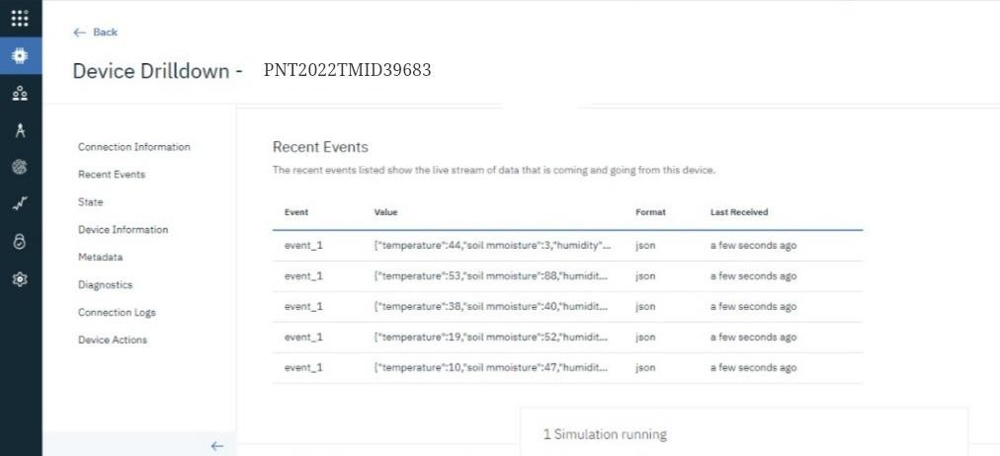 Back
Device Drilldown - PNT2022TMID39683
Connection Information
Recent Events
State
Device Information
Metadata
Diagnostics
Connection Logs
Device Actions
Recent Events
The recent events listed show the live stream of data that is coming and going from this device.
Event Value Format Last Received
event_1 {"temperature":44,"soil mmoisture":3,"humidity"... json a few seconds ago
event_1 {"temperature":53,"soil mmoisture":88,"humidit... json a few seconds ago
event_1 {"temperature":38,"soil mmoisture":40,"humidit... json a few seconds ago
event_1 {"temperature":19,"soil mmoisture":52,"humidit... json a few seconds ago
event_1 {"temperature":10,"soil mmoisture":47,"humidit... json a few seconds ago
1 Simulation running